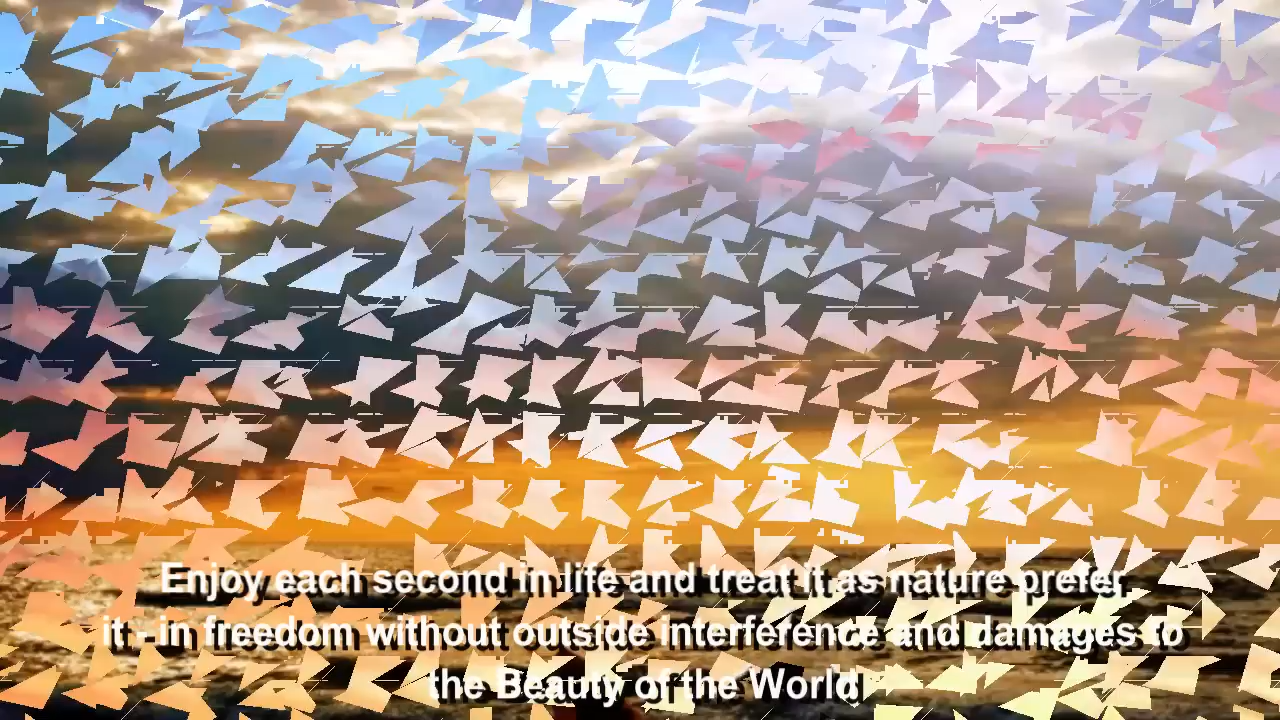 Enjoy each second in life and treat it as nature prefer
it - in freedom without outside interference and damages to
the Beauty of the World